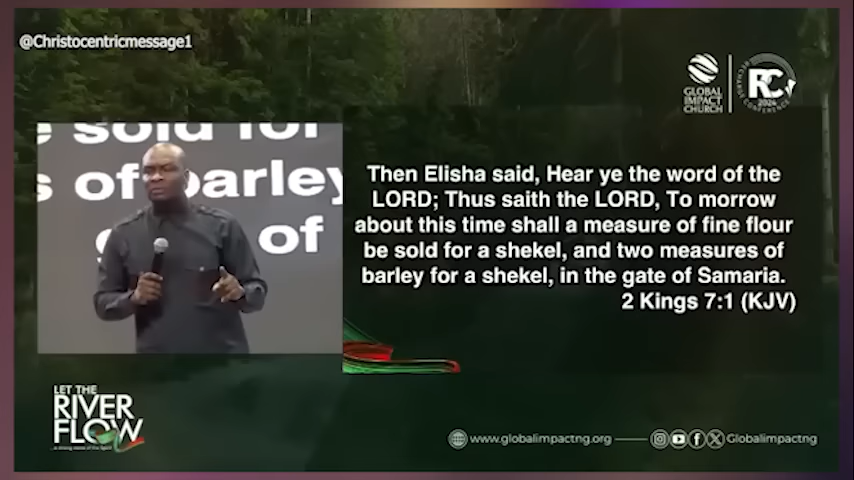 @Christocentricmessage1
GLOBAL
IMPACT
CHURCH
RC
2024
e sold for
s of barley
of
Then Elisha said, Hear ye the word of the
LORD; Thus saith the LORD, To morrow
about this time shall a measure of fine flour
be sold for a shekel, and two measures of
barley for a shekel, in the gate of Samaria.
2 Kings 7:1 (KJV)
LET THE
RIVER
FLOW
www.globalimpactng.org
Globalimpactng